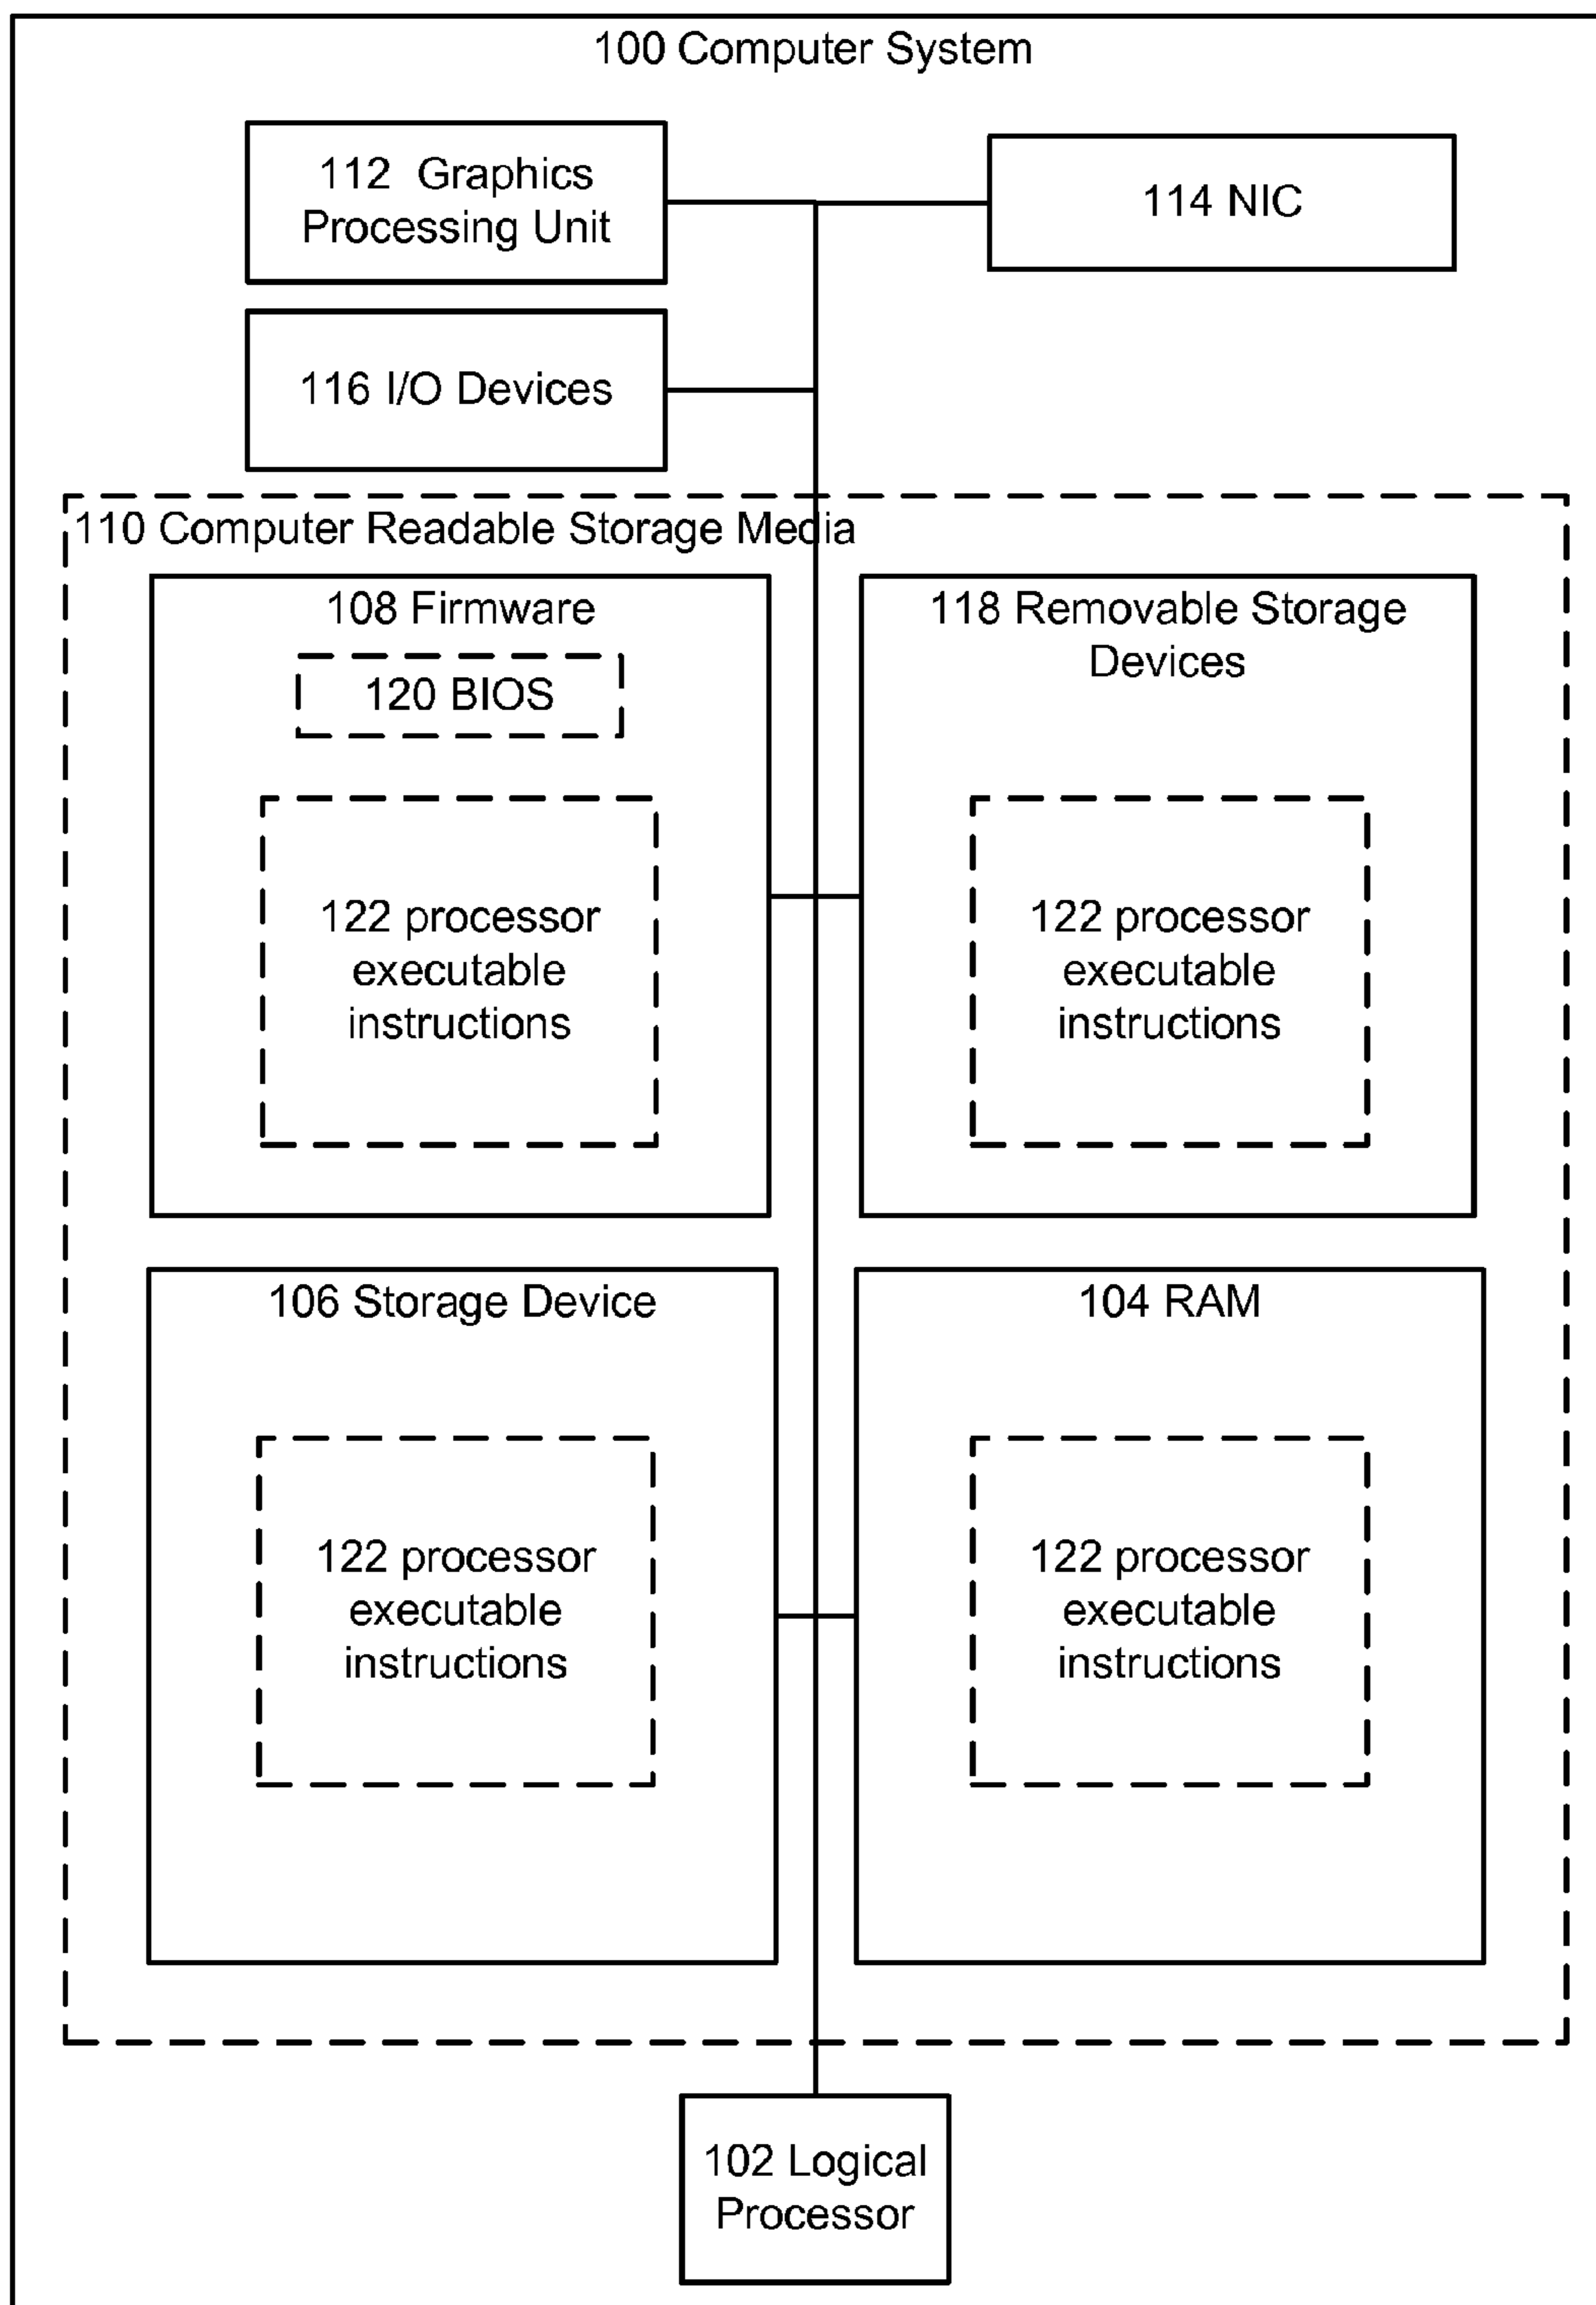 100 Computer System
112 Graphics
Processing Unit
114 NIC
116 I/O Devices
110 Computer Readable Storage Media
108 Firmware
120 BIOS
122 processor
executable
instructions
118 Removable Storage
Devices
122 processor
executable
instructions
106 Storage Device
122 processor
executable
instructions
104 RAM
122 processor
executable
instructions
102 Logical
Processor